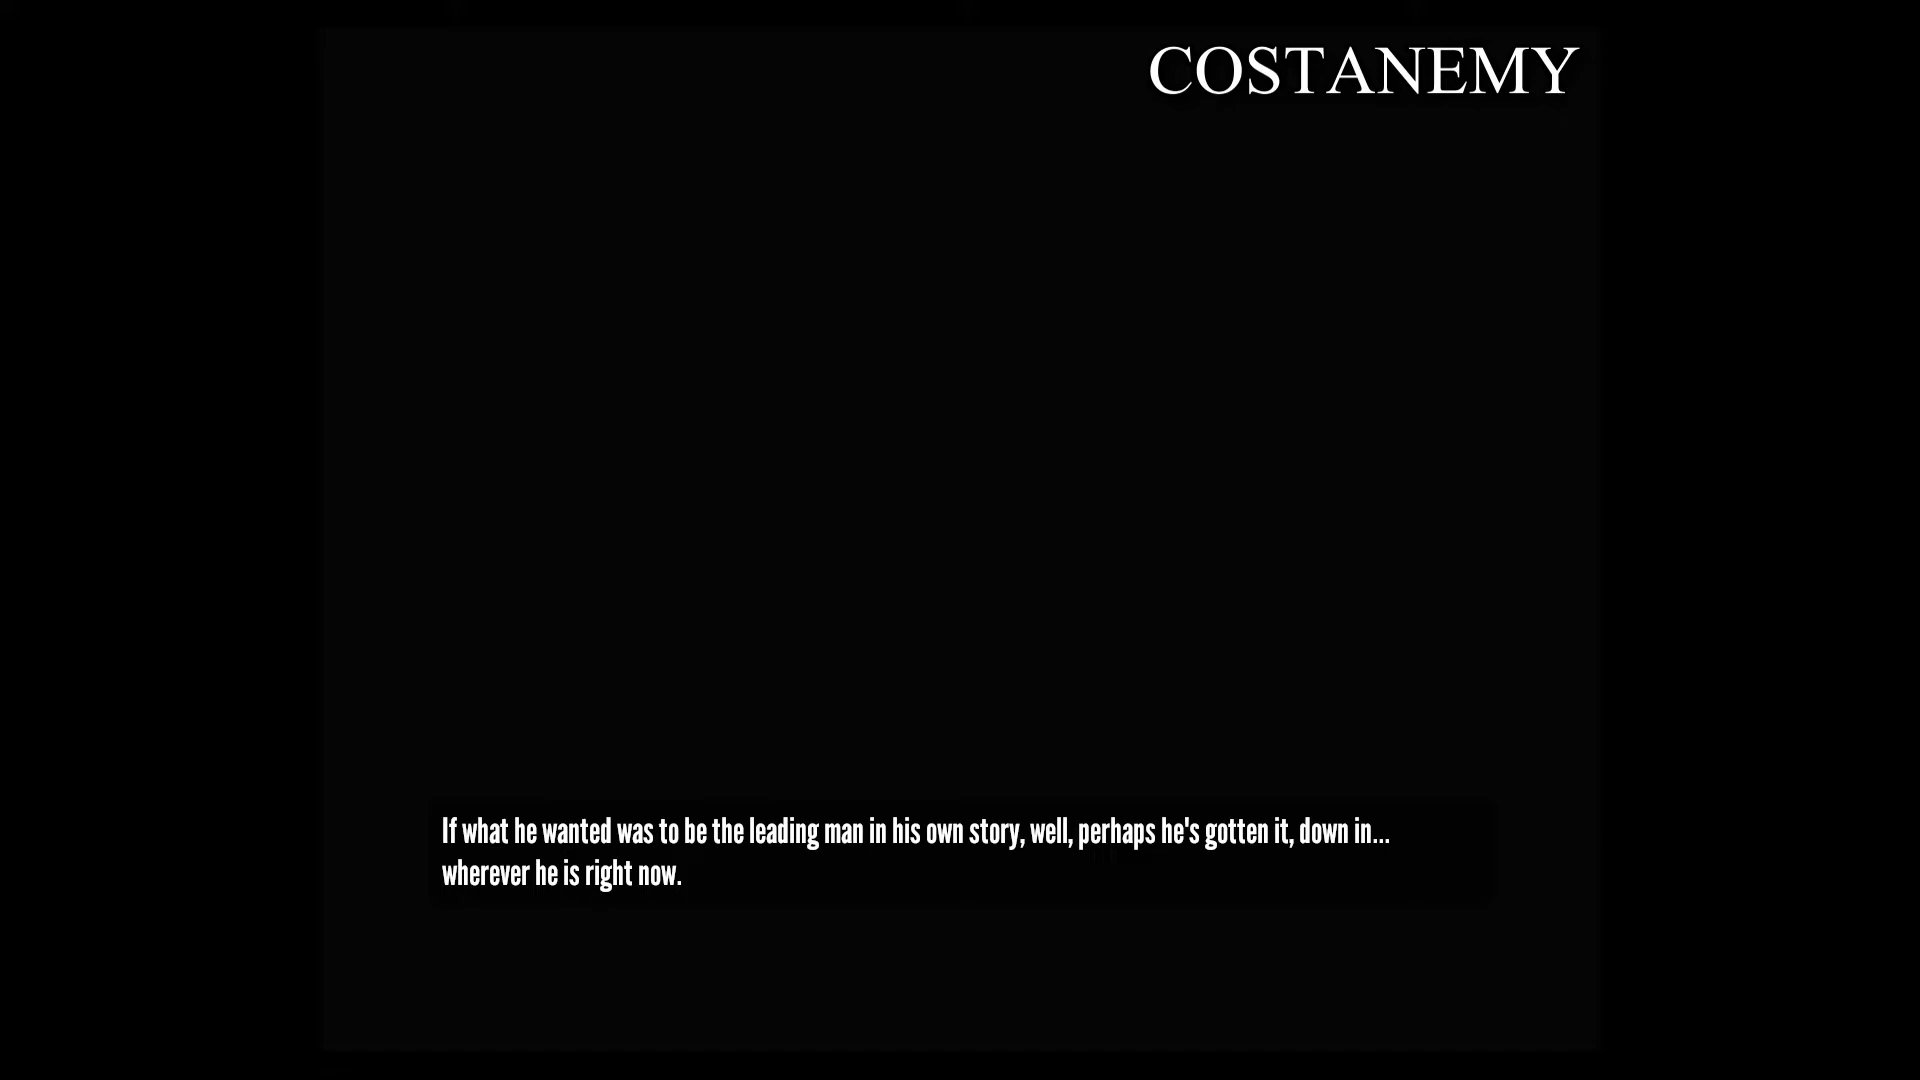 COSTANEMY
If what he wanted was to be the leading man in his own story, well, perhaps he's gotten it, down in...
wherever he is right now.